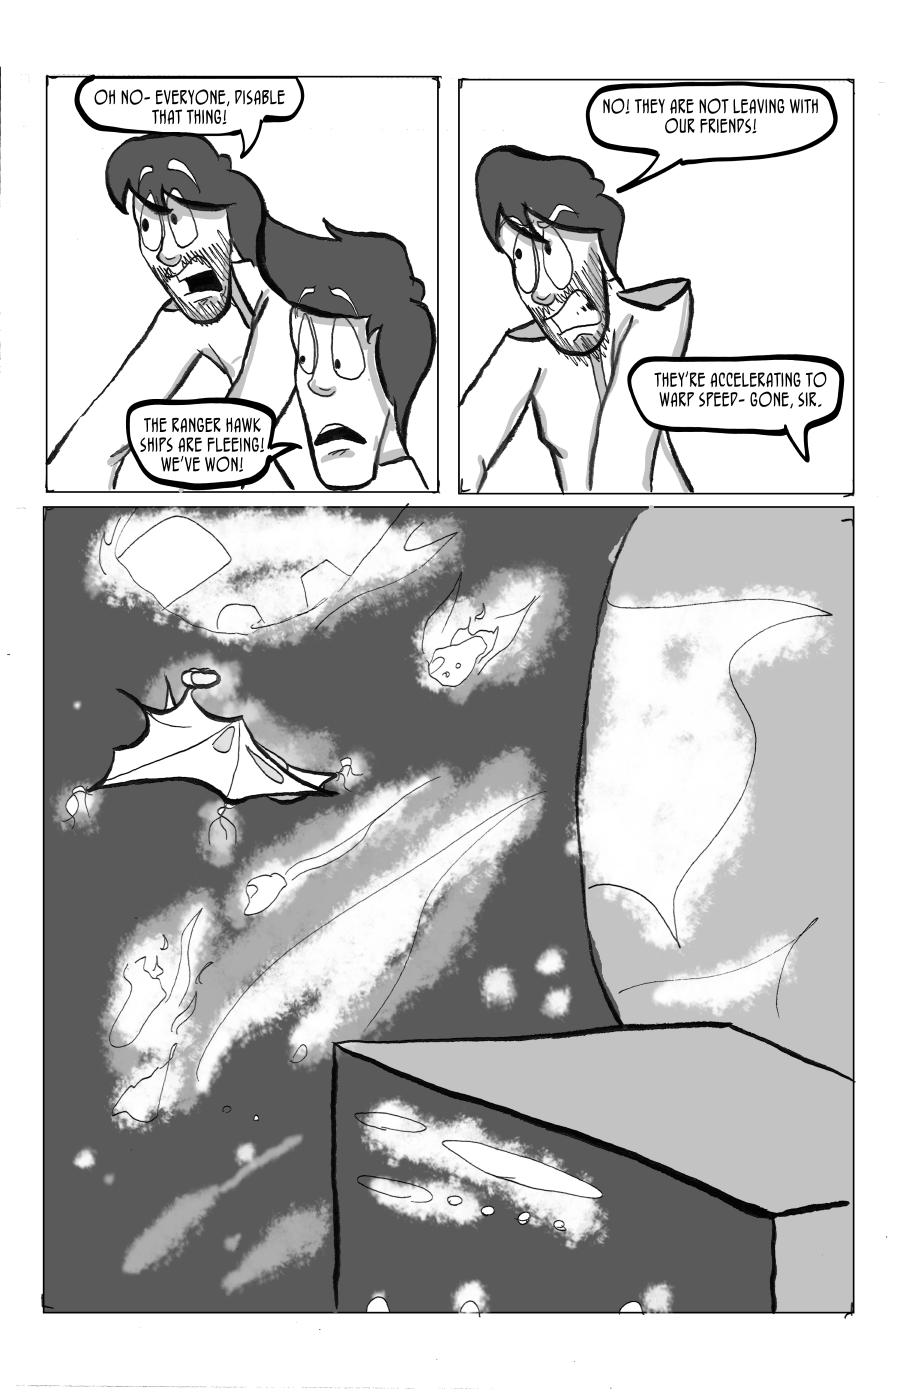 OH NO- EVERYONE, DISABLE
THAT THING!
THE RANGER HAWK
SHIPS ARE FLEEING!
WE'VE WON!
NO! THEY ARE NOT LEAVING WITH
OUR FRIENDS!
THEY'RE ACCELERATING TO
WARP SPEED- GONE, SIR.